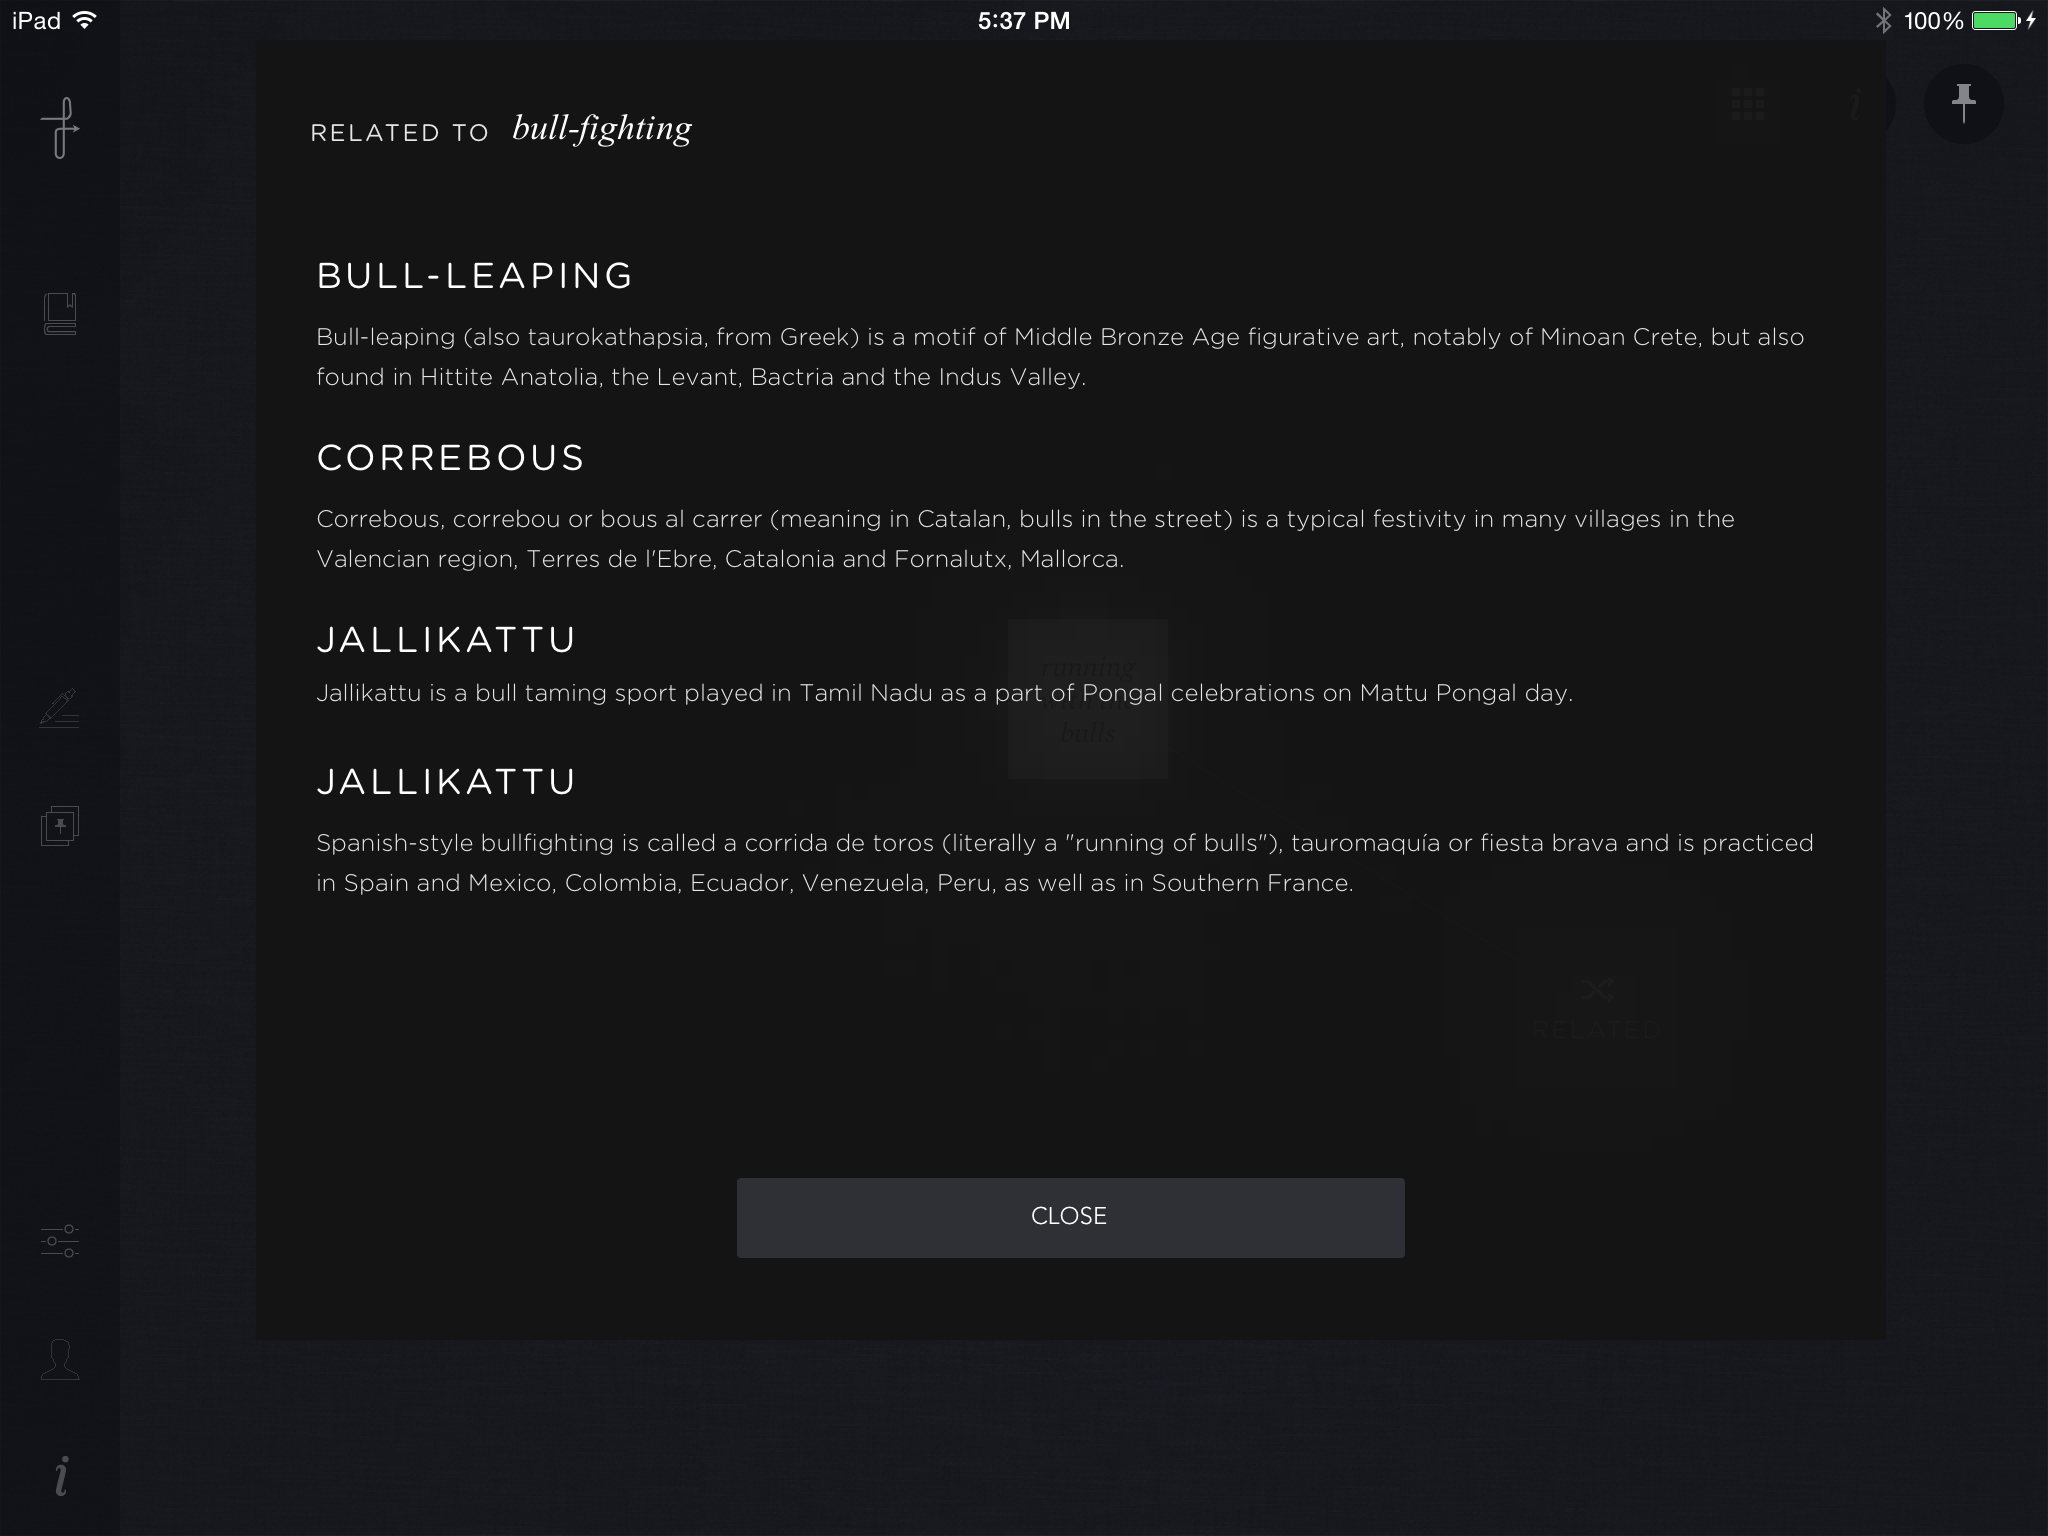 iPad 5:37 PM 100%
RELATED TO bull-fighting
BULL-LEAPING
Bull-leaping (also taurokathapsia, from Greek) is a motif of Middle Bronze Age figurative art, notably of Minoan Crete, but also
found in Hittite Anatolia, the Levant, Bactria and the Indus Valley.
CORREBOUS
Correbous, correbou or bous al carrer (meaning in Catalan, bulls in the street) is a typical festivity in many villages in the
Valencian region, Terres de l'Ebre, Catalonia and Fornalutx, Mallorca.
JALLIKATTU
running
Jallikattu is a bull taming sport played in Tamil Nadu as a part of Pongal celebrations on Mattu Pongal day.
bulls
JALLIKATTU
Spanish-style bullfighting is called a corrida de toros (literally a "running of bulls"), tauromaquía or fiesta brava and is practiced
in Spain and Mexico, Colombia, Ecuador, Venezuela, Peru, as well as in Southern France.
RELATED
CLOSE